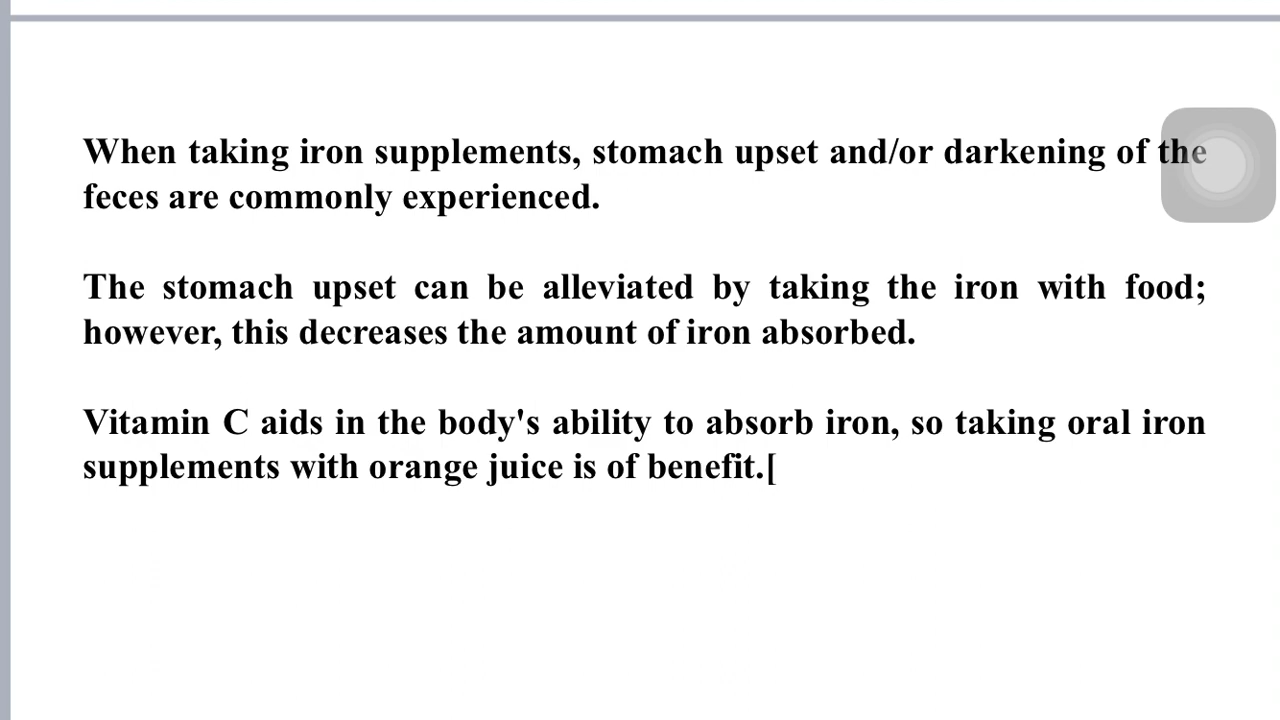 When taking iron supplements, stomach upset and/or darkening of the
feces are commonly experienced.
The stomach upset can be alleviated by taking the iron with food;
however, this decreases the amount of iron absorbed.
Vitamin C aids in the body's ability to absorb iron, so taking oral iron
supplements with orange juice is of benefit.[